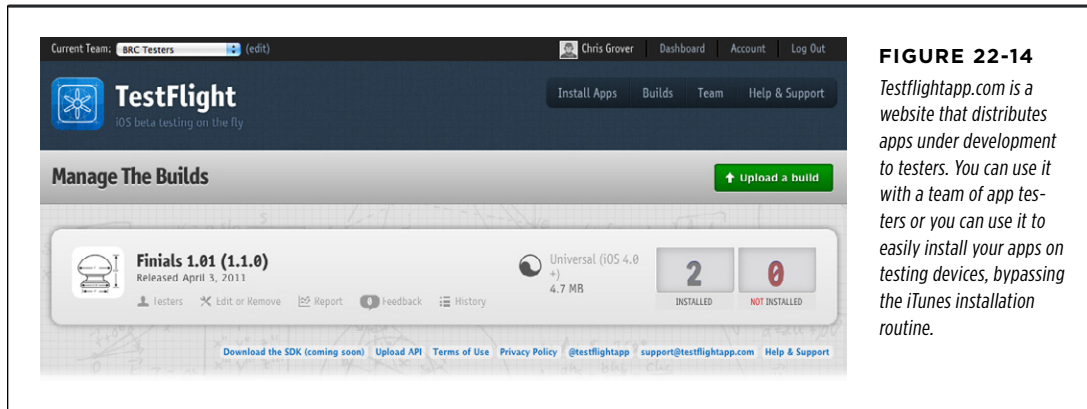 Current Team: BRC Testers (edit)
Chris Grover Dashboard Account Log Out
TestFlight
iOS beta testing on the fly
Install Apps Builds Team Help & Support
Manage The Builds
Upload a build
Finials 1.01 (1.1.0)
Released April 3, 2011
Testers Edit or Remove Report 0 Feedback History
Universal (iOS 4.0
+)
4.7 MB
2
INSTALLED
0
NOT INSTALLED
Download the SDK (coming soon) Upload API Terms of Use Privacy Policy @testflightapp support@testflightapp.com Help & Support
FIGURE 22-14
Testflightapp.com is a
website that distributes
apps under development
to testers. You can use it
with a team of app tes-
ters or you can use it to
easily install your apps on
testing devices, bypassing
the iTunes installation
routine.